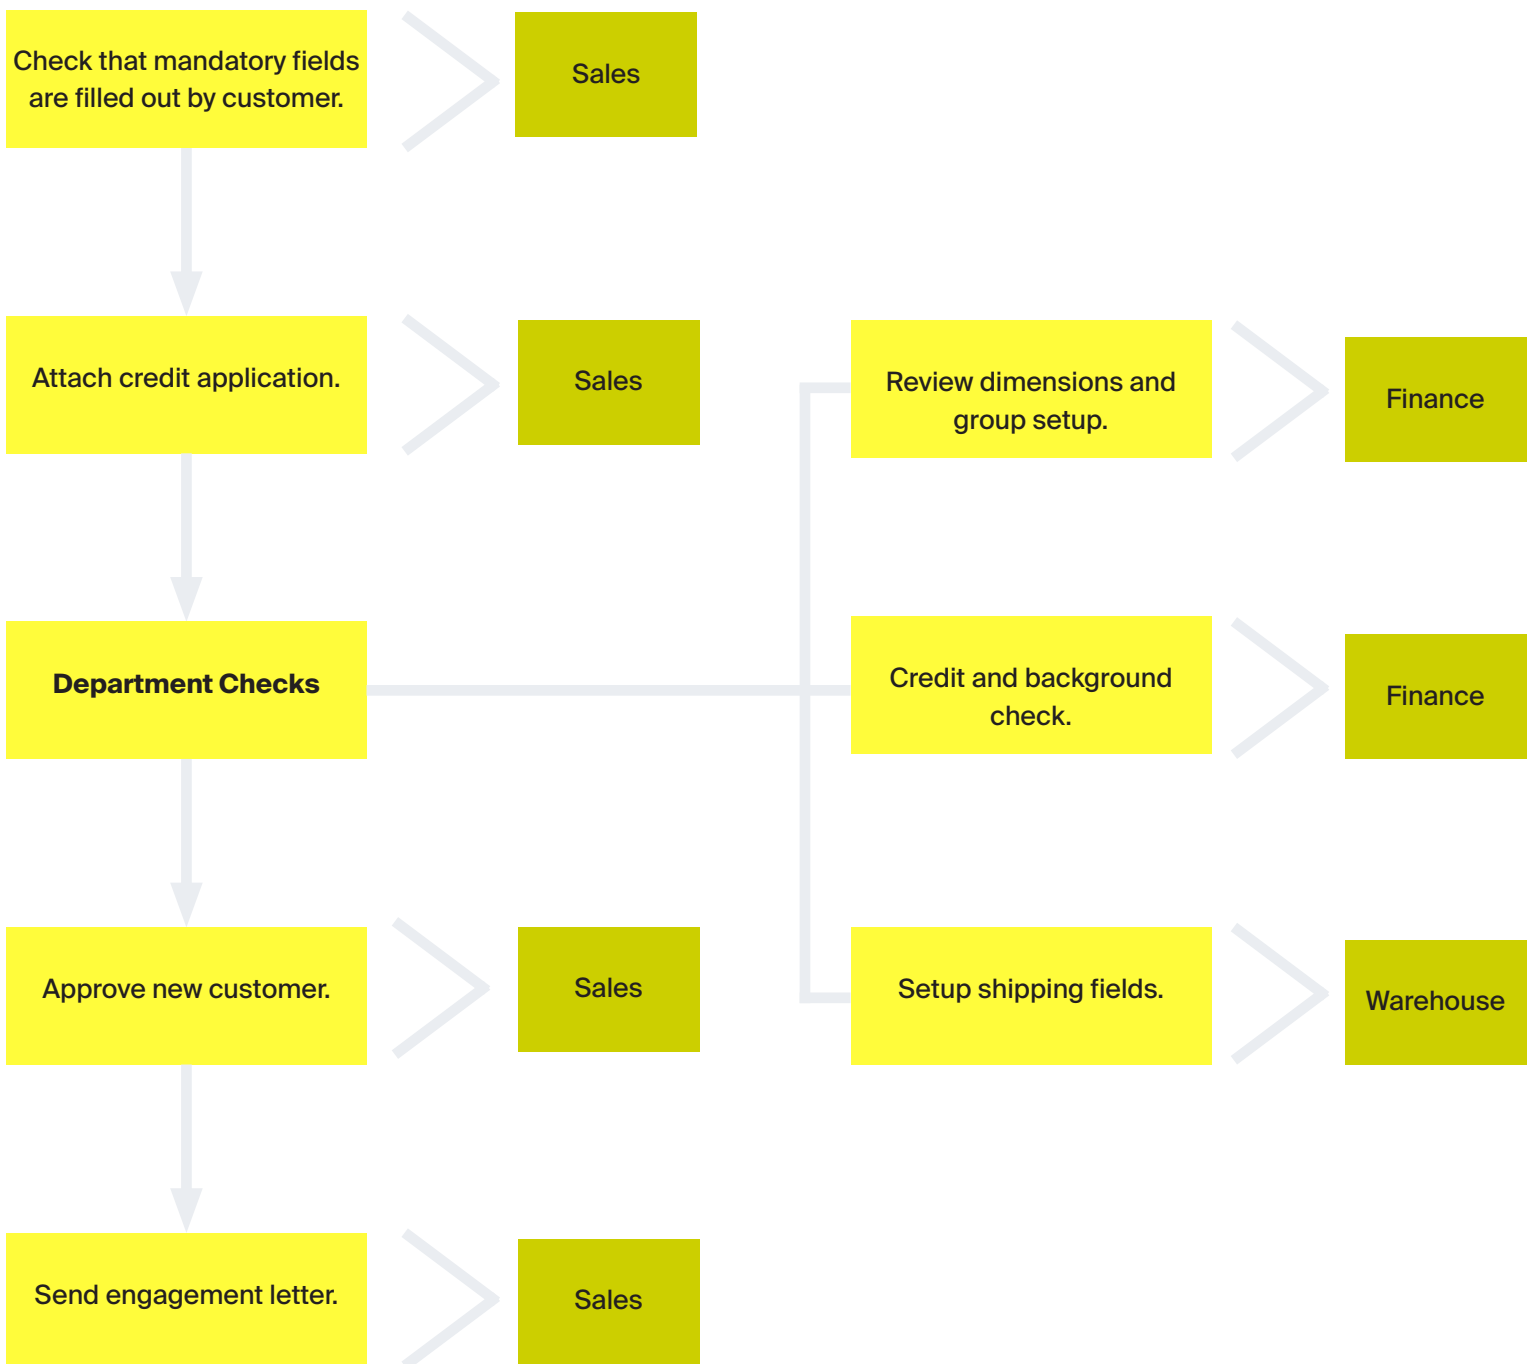 Check that mandatory fields
are filled out by customer.
Sales
Attach credit application.
Sales
Review dimensions and
group setup.
Finance
Department Checks
Credit and background
check.
Finance
Approve new customer.
Sales
Setup shipping fields.
Warehouse
Send engagement letter.
Sales